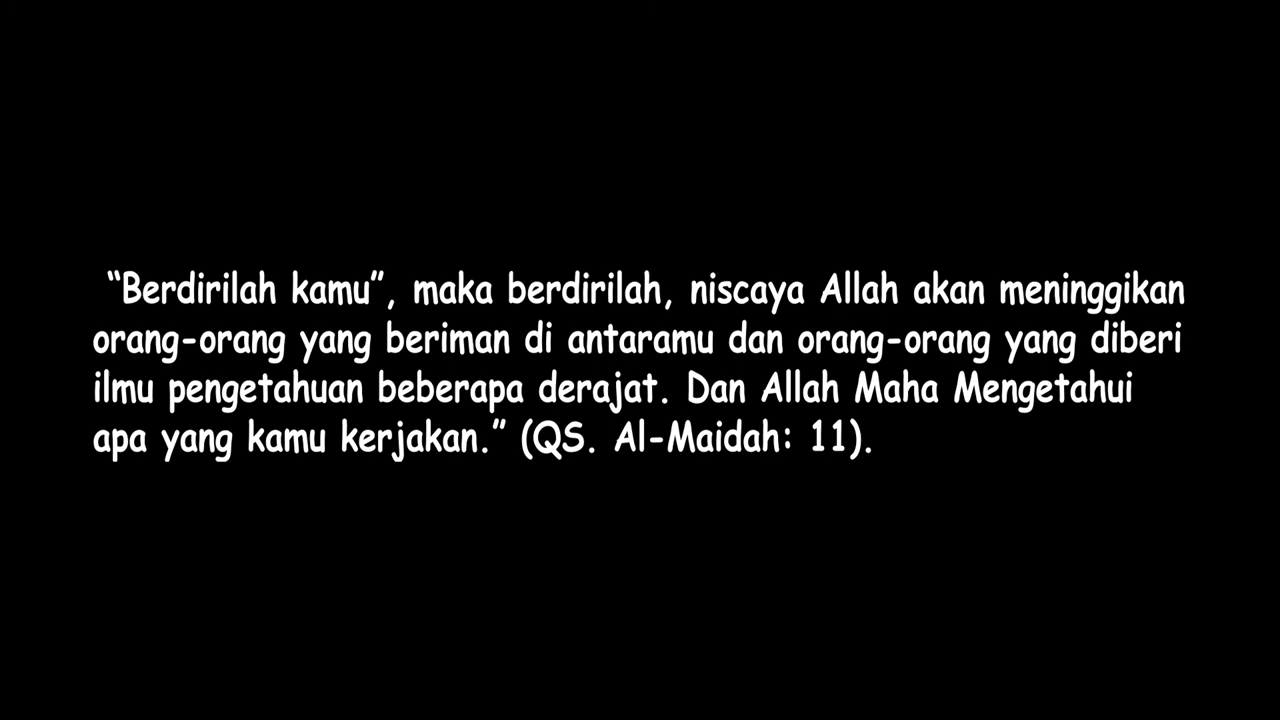 “Berdirilah kamu”, maka berdirilah, niscaya Allah akan meninggikan
orang-orang yang beriman di antaramu dan orang-orang yang diberi
ilmu pengetahuan beberapa derajat. Dan Allah Maha Mengetahui
apa yang kamu kerjakan.” (QS. Al-Maidah: 11).